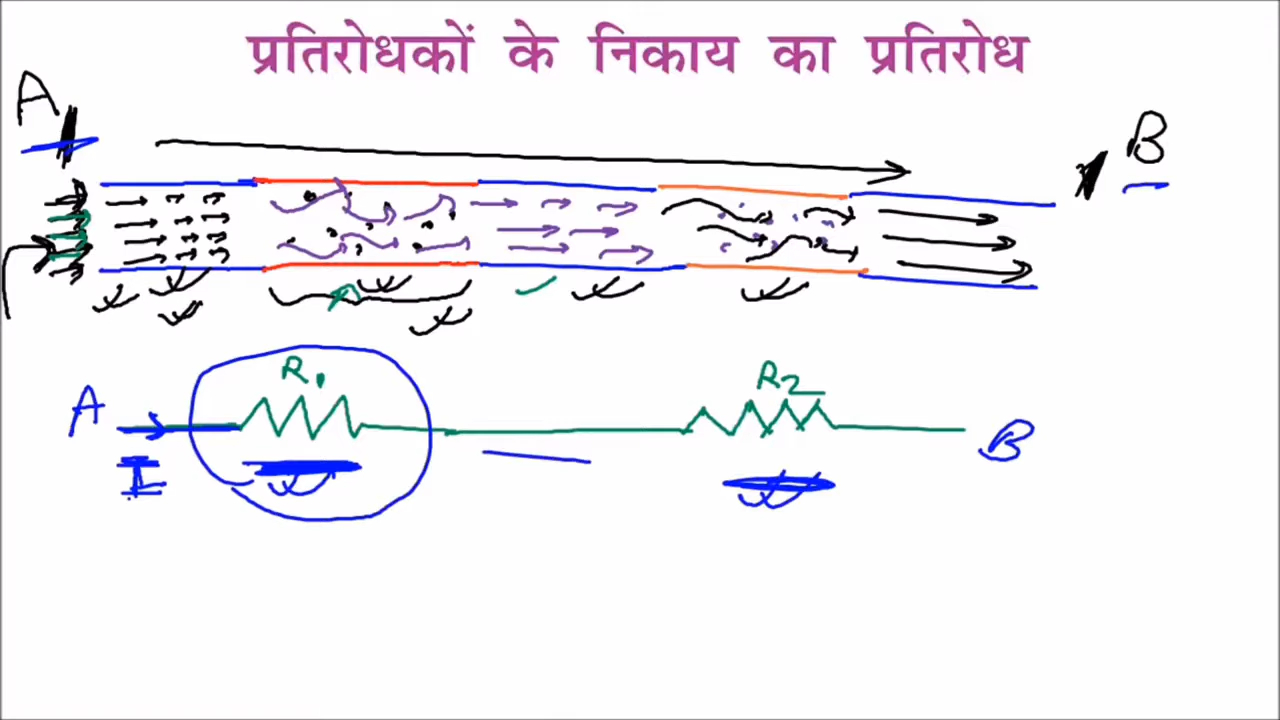 प्रतिरोधकों के निकाय का प्रतिरोध
A
B
R1 R2
A B
I